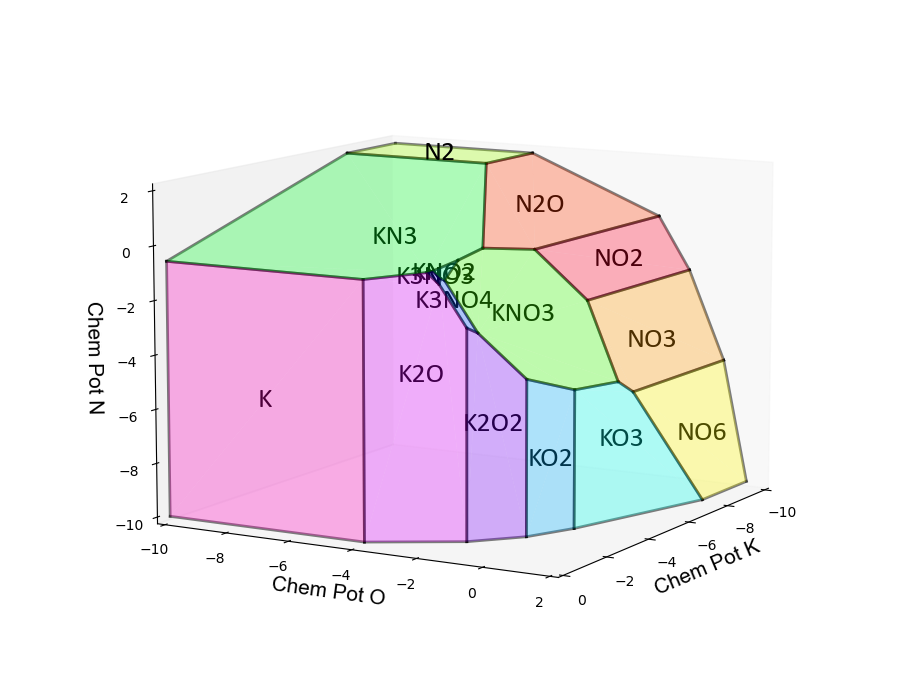 N2
N2O
KN3
NO2
KNO2
K3NO3
K3NO4
KNO3
NO3
K2O
K
K2O2
NO6
KO3
KO2
Chem Pot N
2
0
−2
−4
−6
−8
−10
Chem Pot O
−10
−8
−6
−4
−2
0
2
Chem Pot K
0
−2
−4
−6
−8
−10